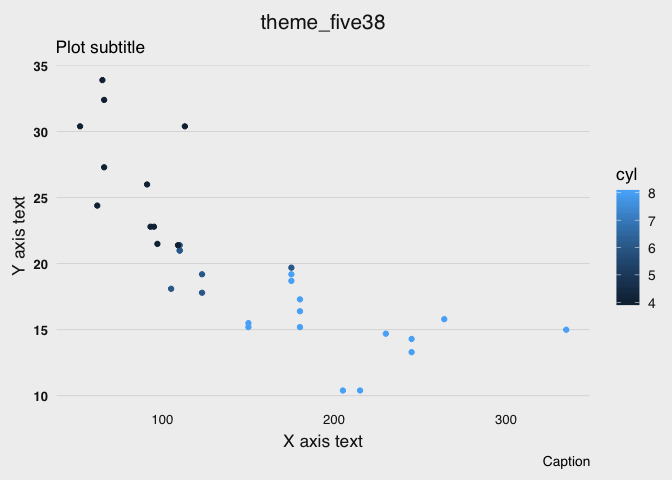 theme_five38
Plot subtitle
35
30
25
20
15
10
Y axis text
100 200 300
X axis text
cyl
8
7
6
5
4
Caption